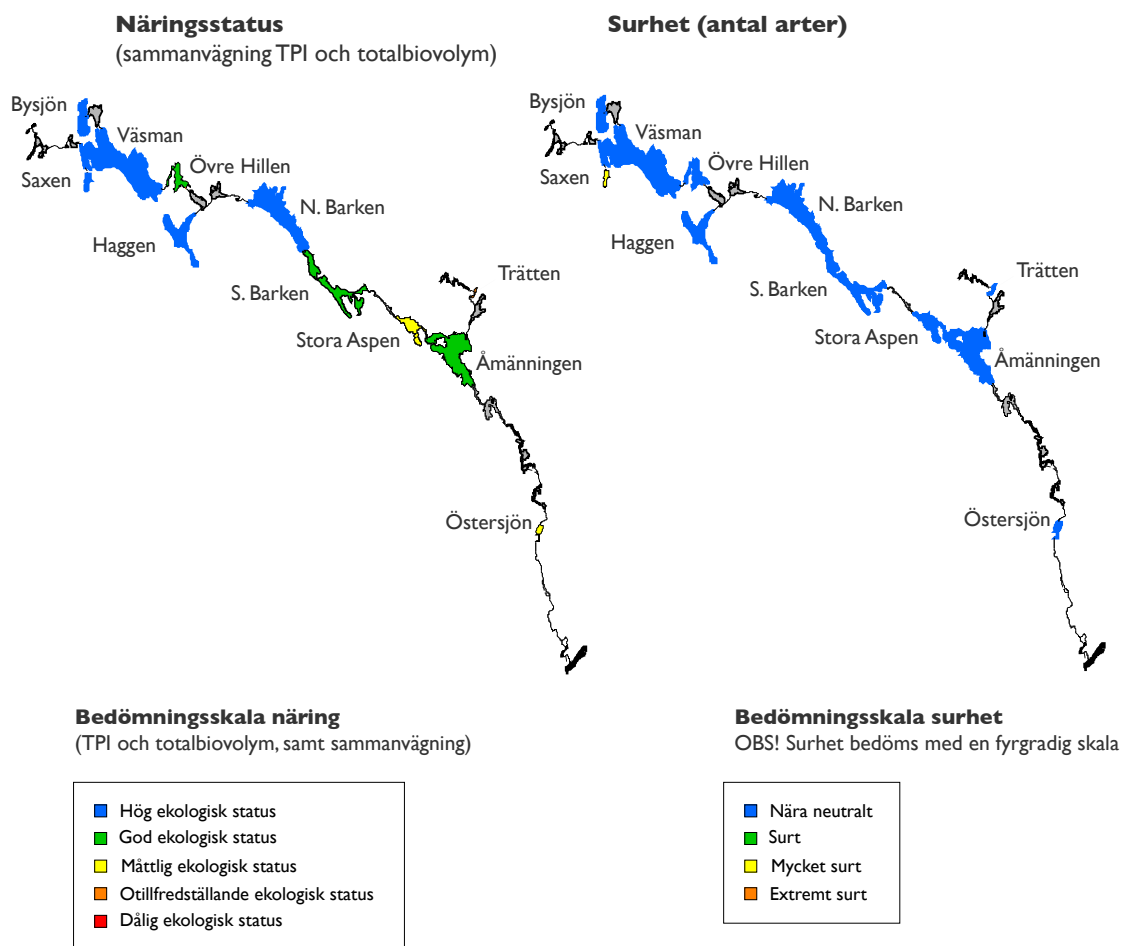 Näringsstatus
(sammanvägning TPI och totalbiovolym)
Bysjön
Väsman
Saxen
Övre Hillen
N. Barken
Haggen
S. Barken
Trätten
Stora Aspen
Åmänningen
Östersjön
Surhet (antal arter)
Bysjön
Väsman
Saxen
Övre Hillen
N. Barken
Haggen
S. Barken
Trätten
Stora Aspen
Åmänningen
Östersjön
Bedömningsskala näring
(TPI och totalbiovolym, samt sammanvägning)
Hög ekologisk status
God ekologisk status
Måttlig ekologisk status
Otillfredställande ekologisk status
Dålig ekologisk status
Bedömningsskala surhet
OBS! Surhet bedöms med en fyrgradig skala
Nära neutralt
Surt
Mycket surt
Extremt surt